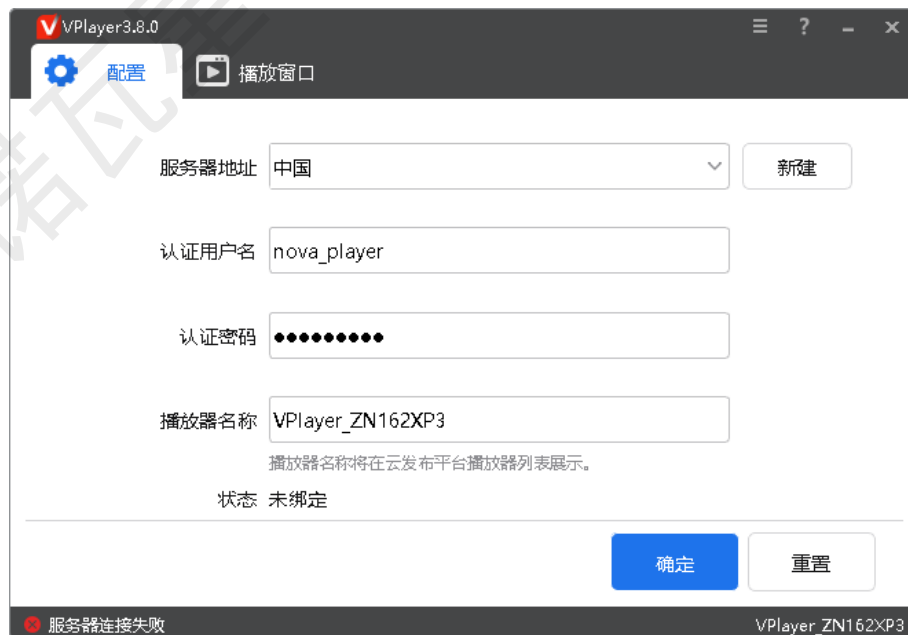 VPlayer3.8.0
配置
播放窗口
服务器地址 中国 新建
认证用户名 nova_player
认证密码 ●●●●●●●●●
播放器名称 VPlayer_ZN162XP3
播放器名称将在云发布平台播放器列表展示。
状态 未绑定
确定 重置
服务器连接失败 VPlayer_ZN162XP3
诺瓦星